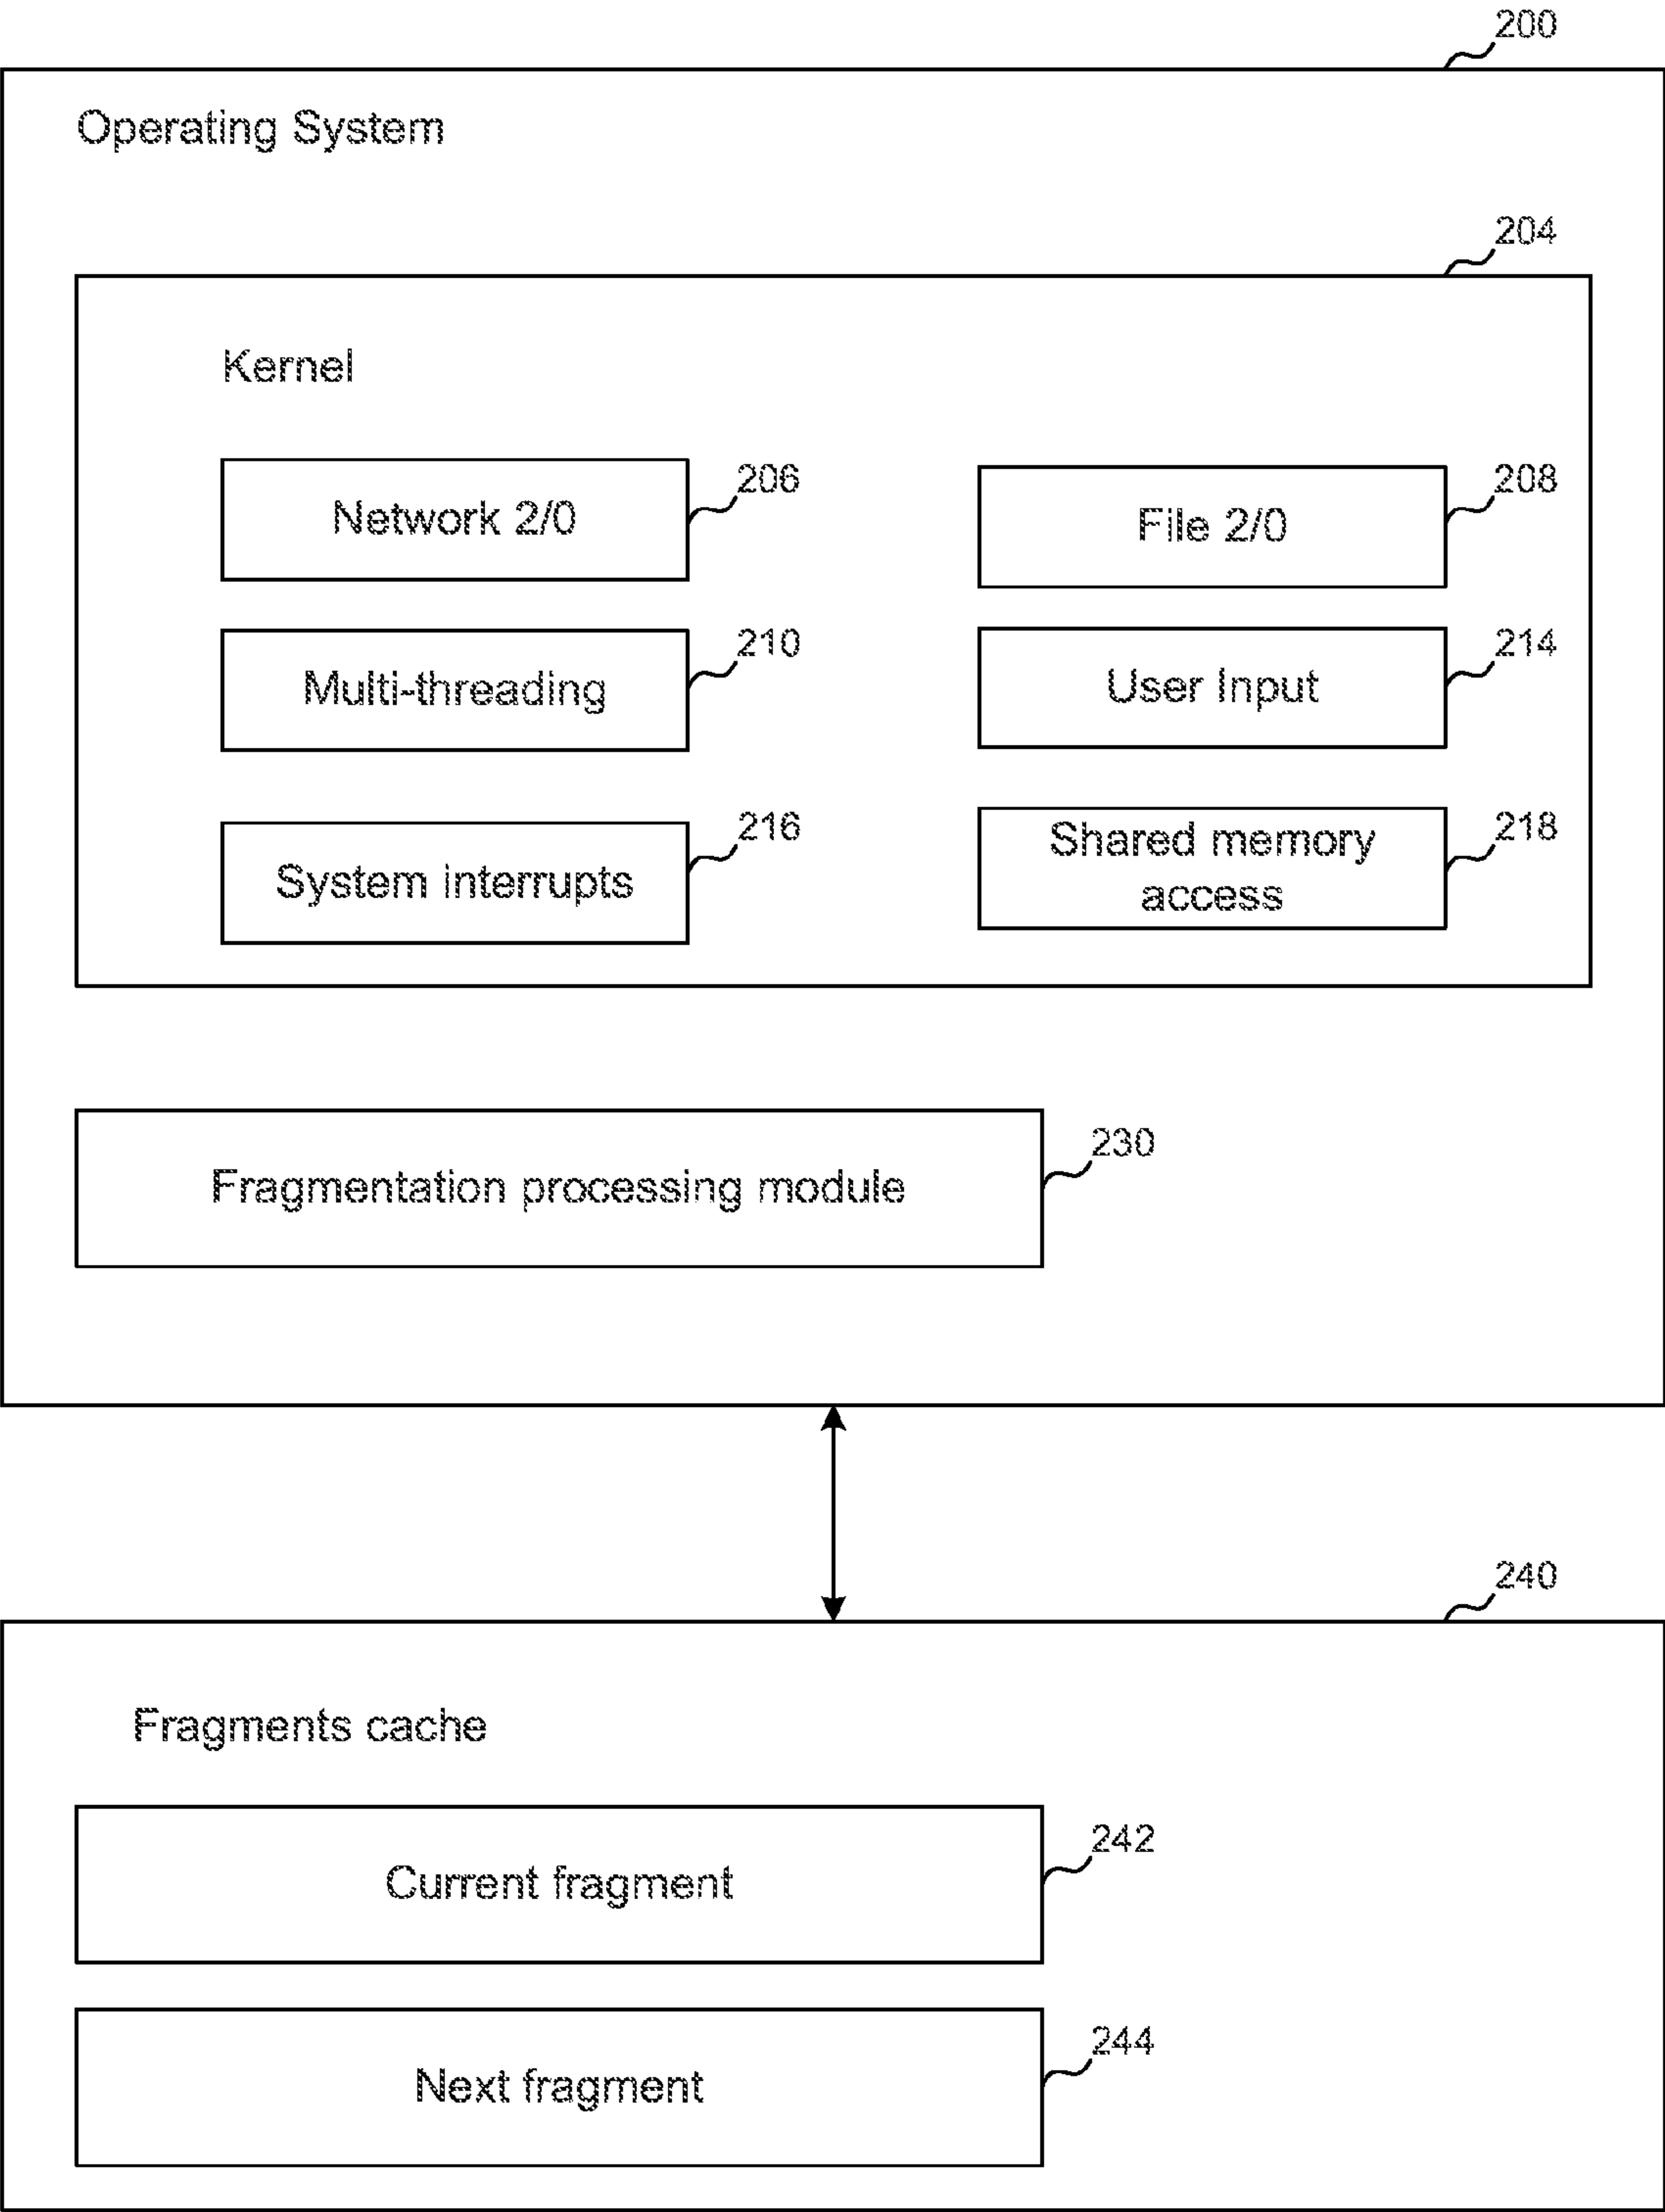 200
Operating System
204
Kernel
Network 2/0
206
File 2/0
208
Multi-threading
210
User Input
214
System interrupts
216
Shared memory
access
218
Fragmentation processing module
230
240
Fragments cache
Current fragment
242
Next fragment
244